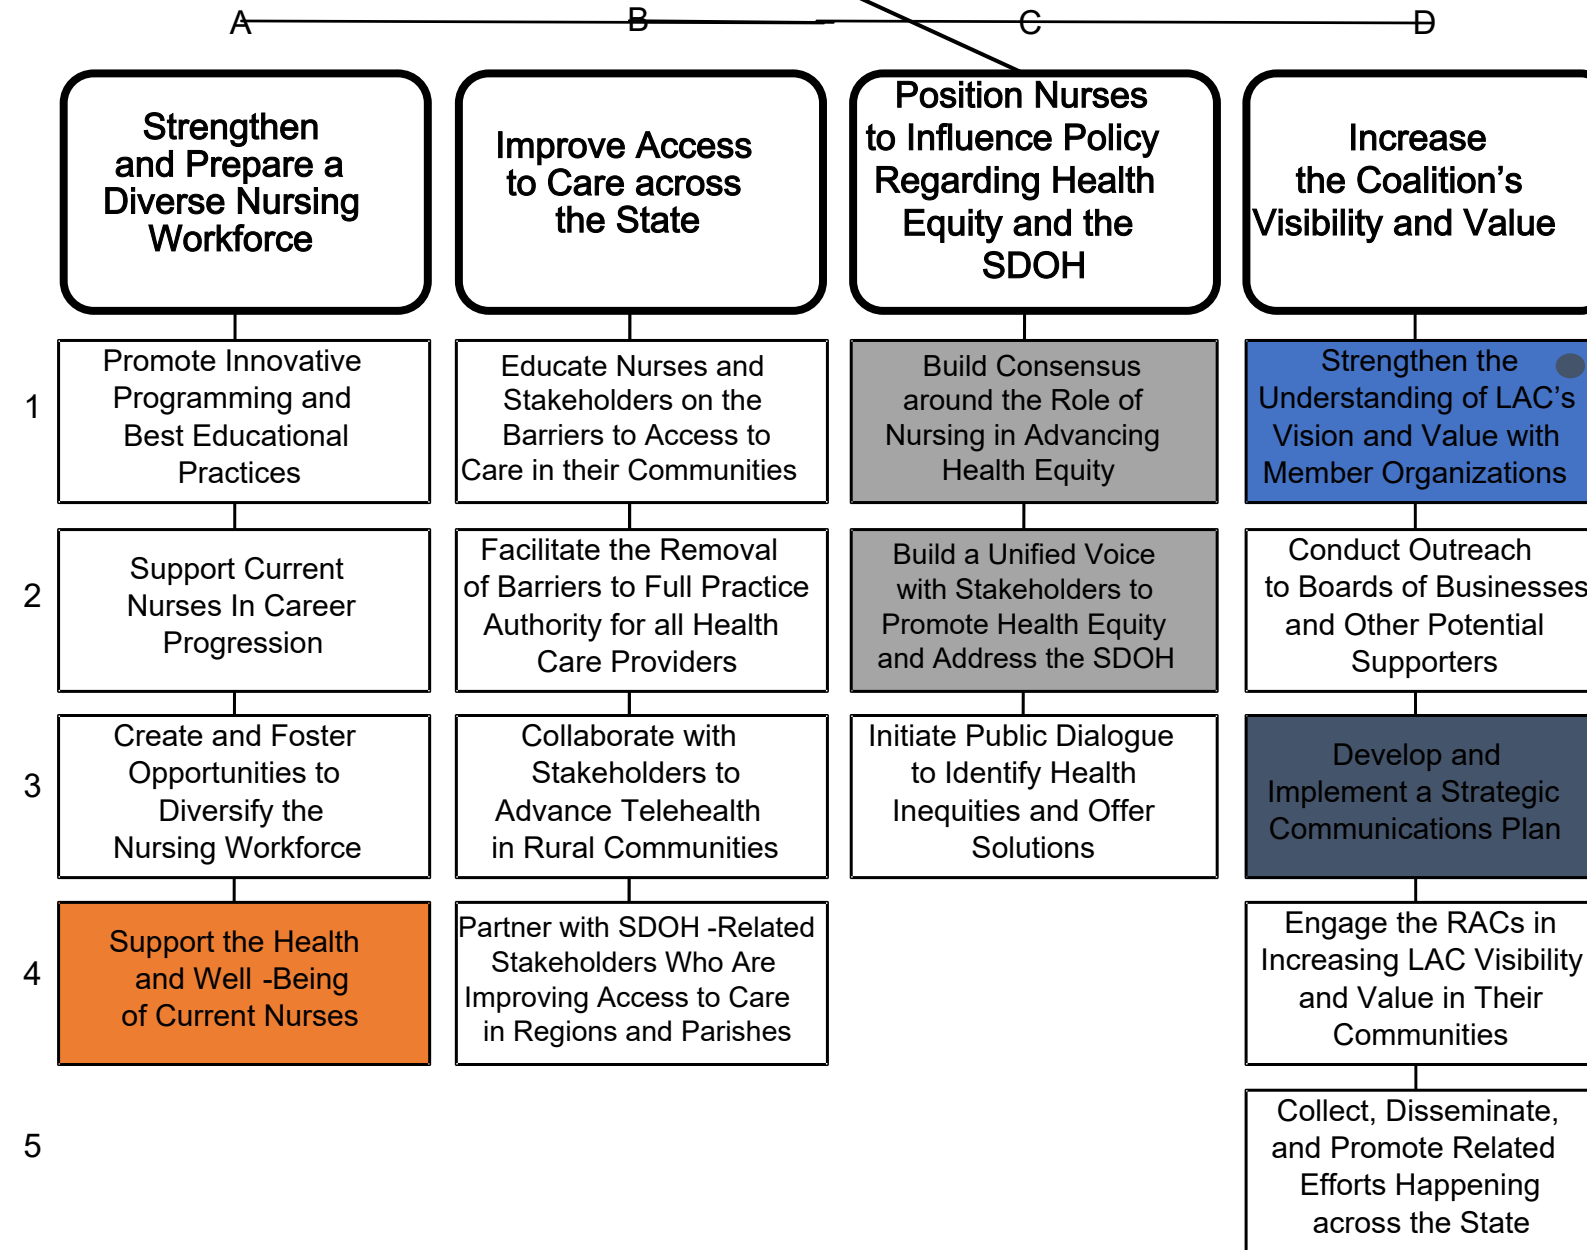 A
B
C
D
Strengthen
and Prepare a
Diverse Nursing
Workforce
Improve Access
to Care across
the State
Position Nurses
to Influence Policy
Regarding Health
Equity and the
SDOH
Increase
the Coalition’s
Visibility and Value
1
Promote Innovative
Programming and
Best Educational
Practices
Educate Nurses and
Stakeholders on the
Barriers to Access to
Care in their Communities
Build Consensus
around the Role of
Nursing in Advancing
Health Equity
Strengthen the
Understanding of LAC’s
Vision and Value with
Member Organizations
2
Support Current
Nurses In Career
Progression
Facilitate the Removal
of Barriers to Full Practice
Authority for all Health
Care Providers
Build a Unified Voice
with Stakeholders to
Promote Health Equity
and Address the SDOH
Conduct Outreach
to Boards of Businesses
and Other Potential
Supporters
3
Create and Foster
Opportunities to
Diversify the
Nursing Workforce
Collaborate with
Stakeholders to
Advance Telehealth
in Rural Communities
Initiate Public Dialogue
to Identify Health
Inequities and Offer
Solutions
Develop and
Implement a Strategic
Communications Plan
4
Support the Health
and Well -Being
of Current Nurses
Partner with SDOH -Related
Stakeholders Who Are
Improving Access to Care
in Regions and Parishes
Engage the RACs in
Increasing LAC Visibility
and Value in Their
Communities
5
Collect, Disseminate,
and Promote Related
Efforts Happening
across the State